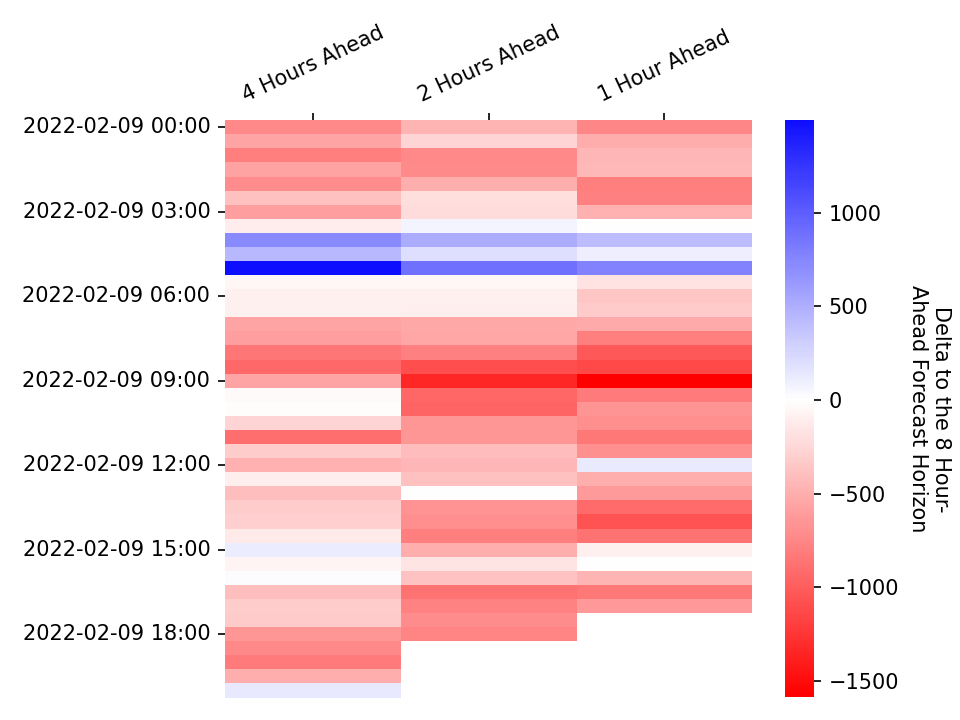 4 Hours Ahead
2 Hours Ahead
1 Hour Ahead
2022-02-09 00:00
2022-02-09 03:00
2022-02-09 06:00
2022-02-09 09:00
2022-02-09 12:00
2022-02-09 15:00
2022-02-09 18:00
1000
500
0
−500
−1000
−1500
Delta to the 8 Hour-
Ahead Forecast Horizon